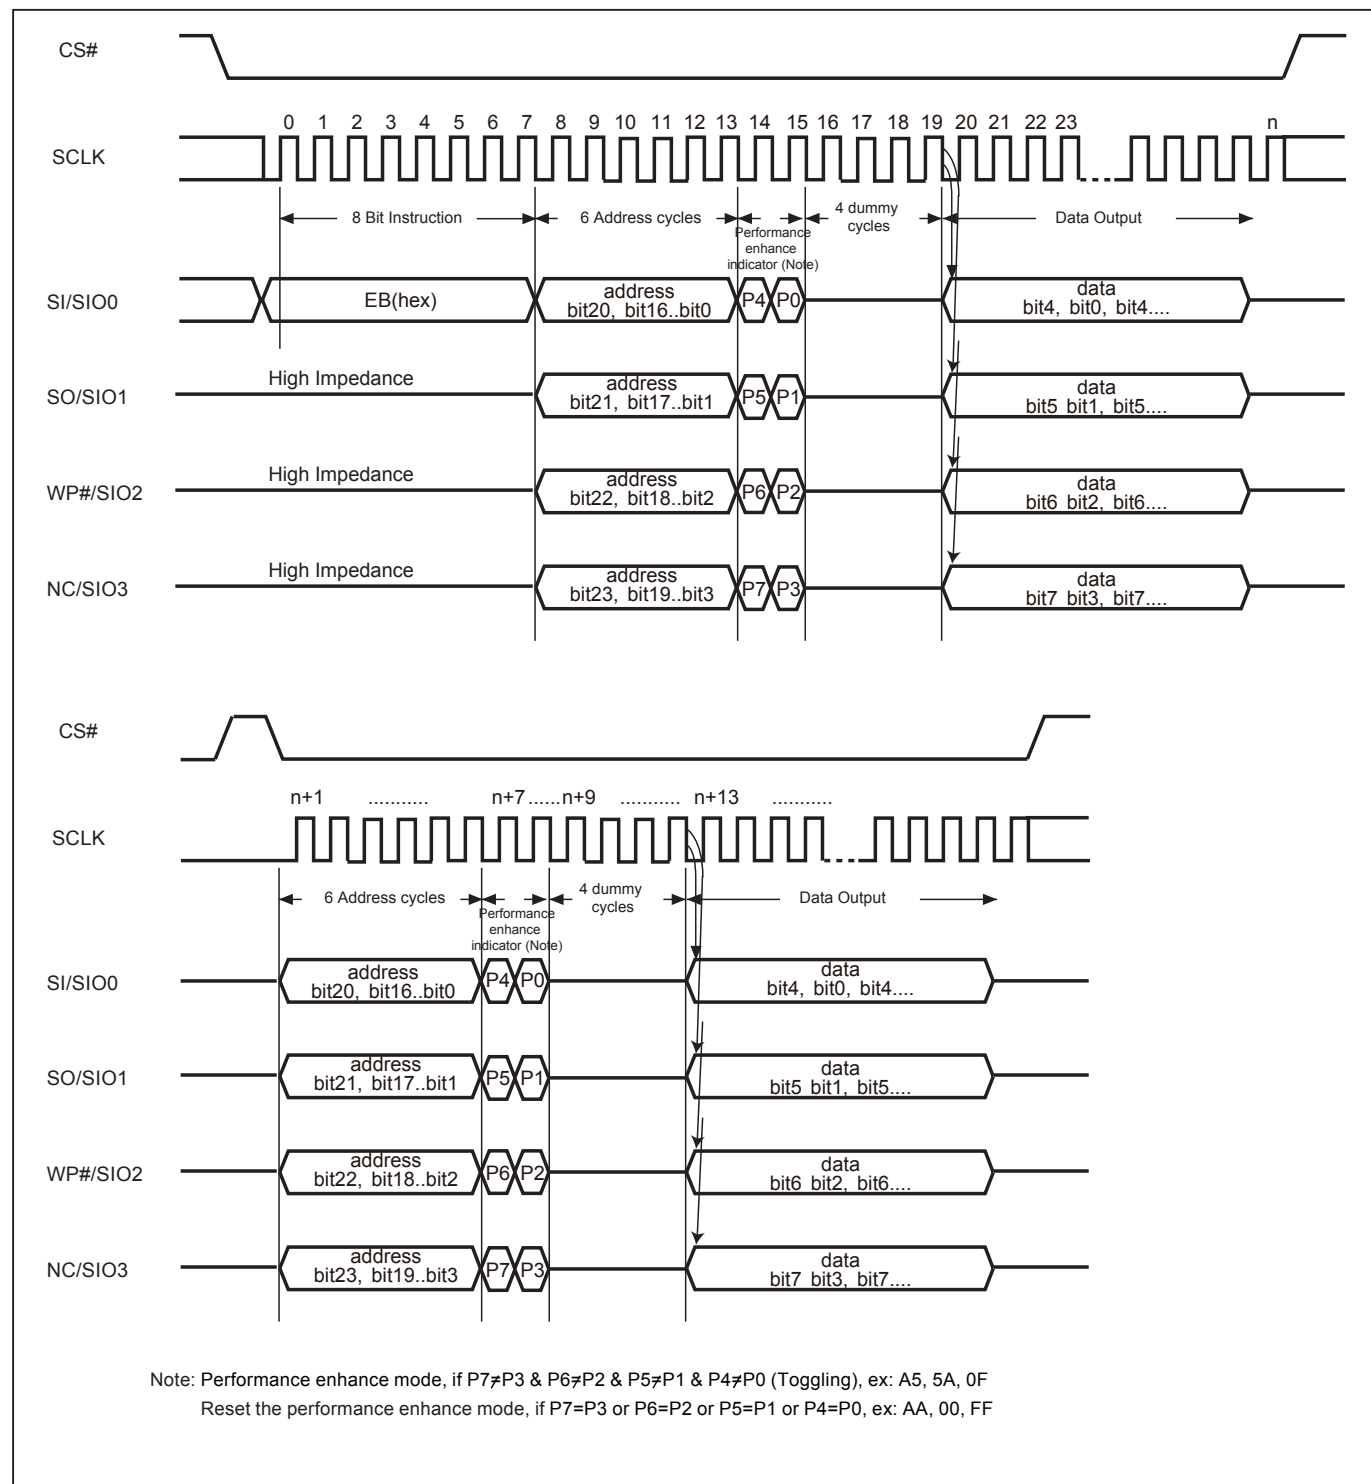 CS#
0 1 2 3 4 5 6 7 8 9 10 11 12 13 14 15 16 17 18 19 20 21 22 23 n
SCLK
8 Bit Instruction 6 Address cycles 4 dummy cycles Data Output
Performance enhance indicator (Note)
SI/SIO0 EB(hex) address bit20, bit16..bit0 P4 P0 data bit4, bit0, bit4....
High Impedance
SO/SIO1 address bit21, bit17..bit1 P5 P1 data bit5 bit1, bit5....
High Impedance
WP#/SIO2 address bit22, bit18..bit2 P6 P2 data bit6 bit2, bit6....
High Impedance
NC/SIO3 address bit23, bit19..bit3 P7 P3 data bit7 bit3, bit7....
CS#
n+1 ........... n+7 ......n+9 ........... n+13 ...........
SCLK
6 Address cycles 4 dummy cycles Data Output
Performance enhance indicator (Note)
SI/SIO0 address bit20, bit16..bit0 P4 P0 data bit4, bit0, bit4....
SO/SIO1 address bit21, bit17..bit1 P5 P1 data bit5 bit1, bit5....
WP#/SIO2 address bit22, bit18..bit2 P6 P2 data bit6 bit2, bit6....
NC/SIO3 address bit23, bit19..bit3 P7 P3 data bit7 bit3, bit7....
Note: Performance enhance mode, if P7≠P3 & P6≠P2 & P5≠P1 & P4≠P0 (Toggling), ex: A5, 5A, 0F
Reset the performance enhance mode, if P7=P3 or P6=P2 or P5=P1 or P4=P0, ex: AA, 00, FF